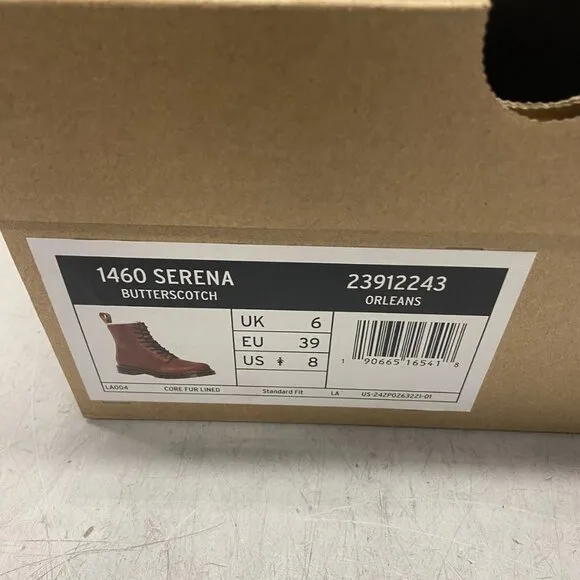 1460 SERENA
BUTTERSCOTCH
23912243
ORLEANS
UK 6
EU 39
US 8
1 90665 16541 8
LA004 CORE FUR LINED Standard Fit LA US-24ZP0263221-01